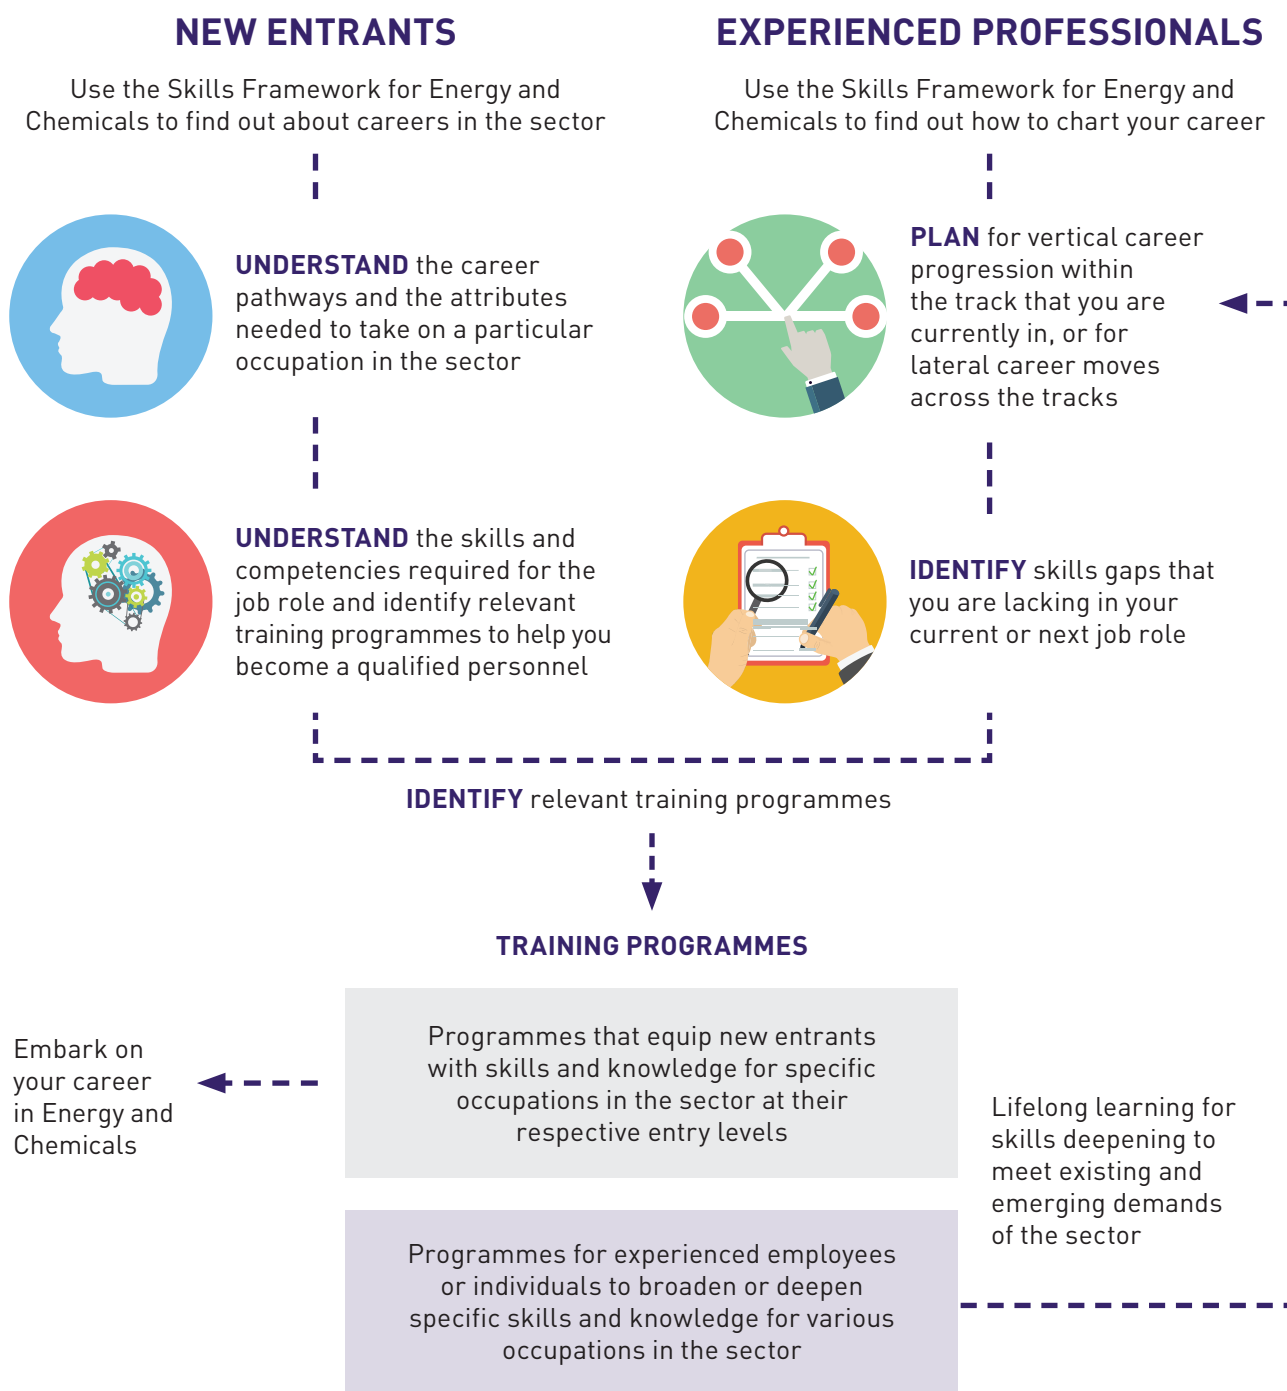 NEW ENTRANTS
Use the Skills Framework for Energy and
Chemicals to find out about careers in the sector
UNDERSTAND the career
pathways and the attributes
needed to take on a particular
occupation in the sector
UNDERSTAND the skills and
competencies required for the
job role and identify relevant
training programmes to help you
become a qualified personnel
EXPERIENCED PROFESSIONALS
Use the Skills Framework for Energy and
Chemicals to find out how to chart your career
PLAN for vertical career
progression within
the track that you are
currently in, or for
lateral career moves
across the tracks
IDENTIFY skills gaps that
you are lacking in your
current or next job role
IDENTIFY relevant training programmes
TRAINING PROGRAMMES
Programmes that equip new entrants
with skills and knowledge for specific
occupations in the sector at their
respective entry levels
Embark on
your career
in Energy and
Chemicals
Programmes for experienced employees
or individuals to broaden or deepen
specific skills and knowledge for various
occupations in the sector
Lifelong learning for
skills deepening to
meet existing and
emerging demands
of the sector